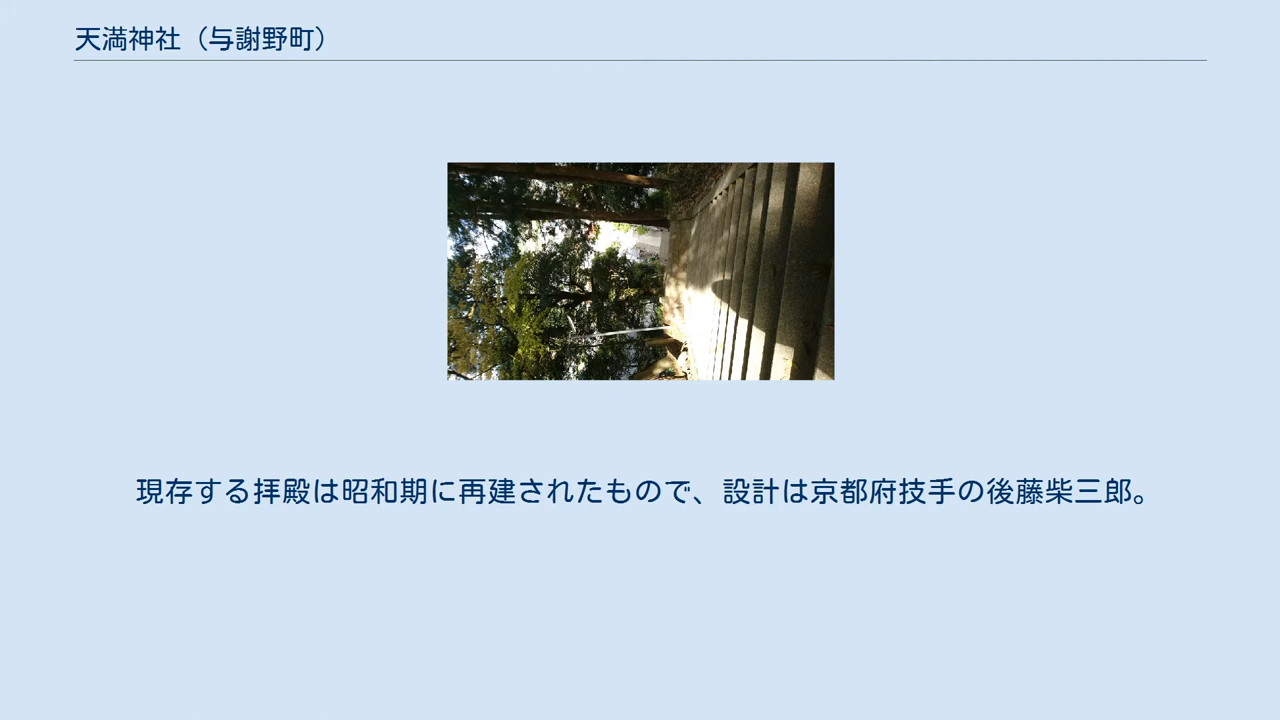 天満神社（与謝野町）
現存する拝殿は昭和期に再建されたもので、設計は京都府技手の後藤柴三郎。